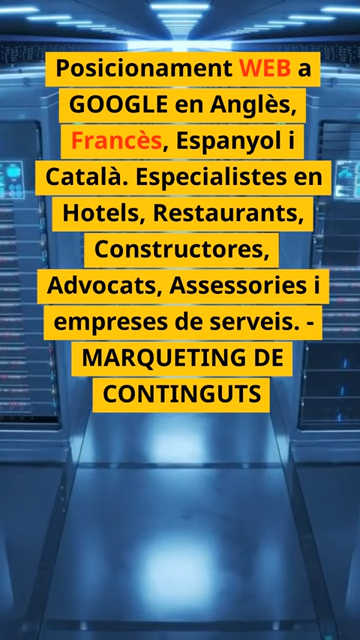 Posicionament WEB a
GOOGLE en Anglès,
Francès, Espanyol i
Català. Especialistes en
Hotels, Restaurants,
Constructores,
Advocats, Assessories i
empreses de serveis. -
MARQUETING DE
CONTINGUTS